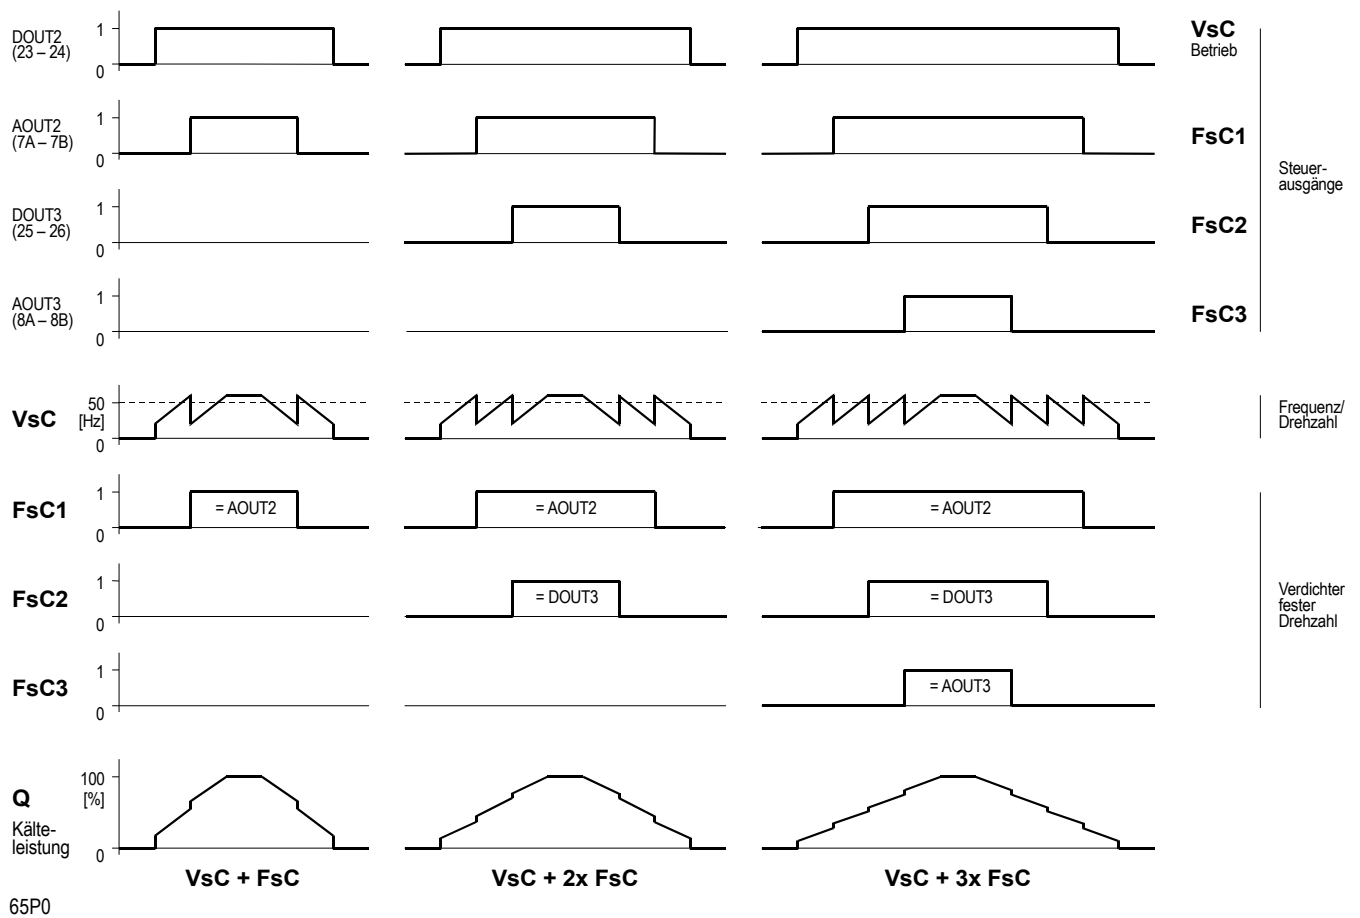 DOUT2
(23 – 24)
1
0
VsC
Betrieb
AOUT2
(7A – 7B)
1
0
FsC1
Steuer-
ausgänge
DOUT3
(25 – 26)
1
0
FsC2
AOUT3
(8A – 8B)
1
0
FsC3
VsC
50
[Hz]
0
Frequenz/
Drehzahl
FsC1
1
0
= AOUT2
= AOUT2
= AOUT2
FsC2
1
0
= DOUT3
= DOUT3
Verdichter
fester
Drehzahl
FsC3
1
0
= AOUT3
Q
Kälte-
leistung
100
[%]
0
VsC + FsC
VsC + 2x FsC
VsC + 3x FsC
65P0